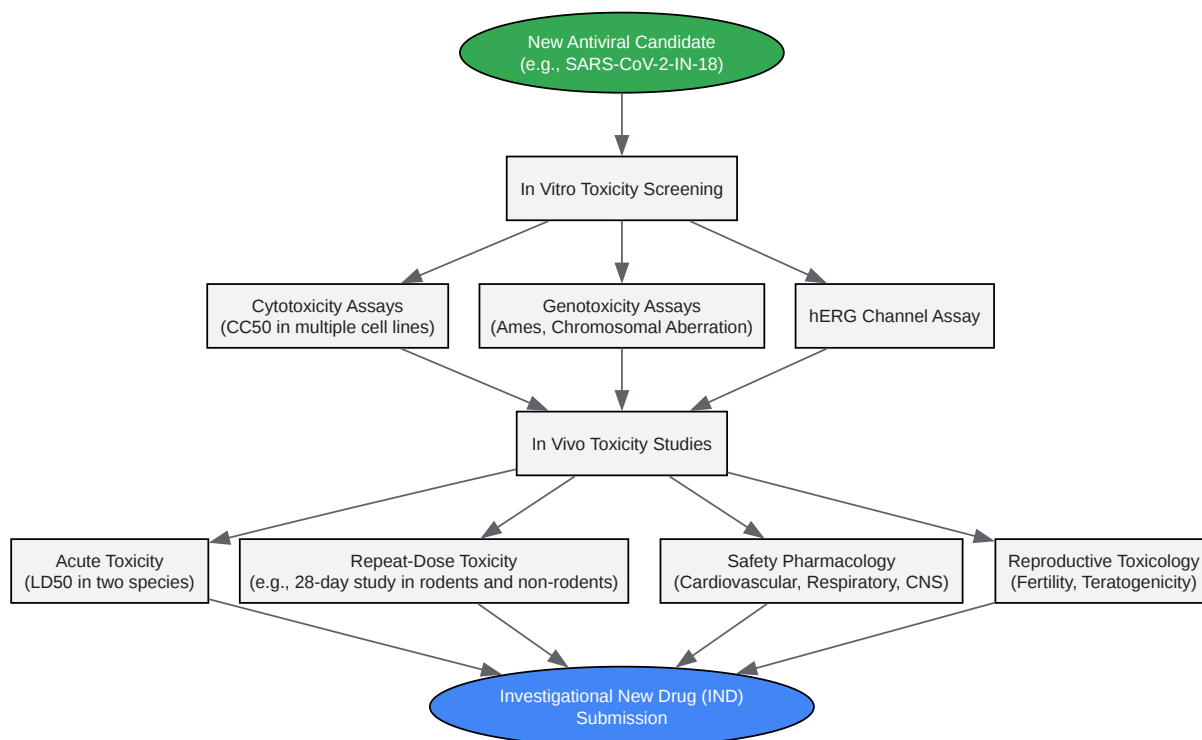 New Antiviral Candidate
(e.g., SARS-CoV-2-IN-18)
In Vitro Toxicity Screening
Cytotoxicity Assays
(CC50 in multiple cell lines)
Genotoxicity Assays
(Ames, Chromosomal Aberration)
hERG Channel Assay
In Vivo Toxicity Studies
Acute Toxicity
(LD50 in two species)
Repeat-Dose Toxicity
(e.g., 28-day study in rodents and non-rodents)
Safety Pharmacology
(Cardiovascular, Respiratory, CNS)
Reproductive Toxicology
(Fertility, Teratogenicity)
Investigational New Drug (IND)
Submission